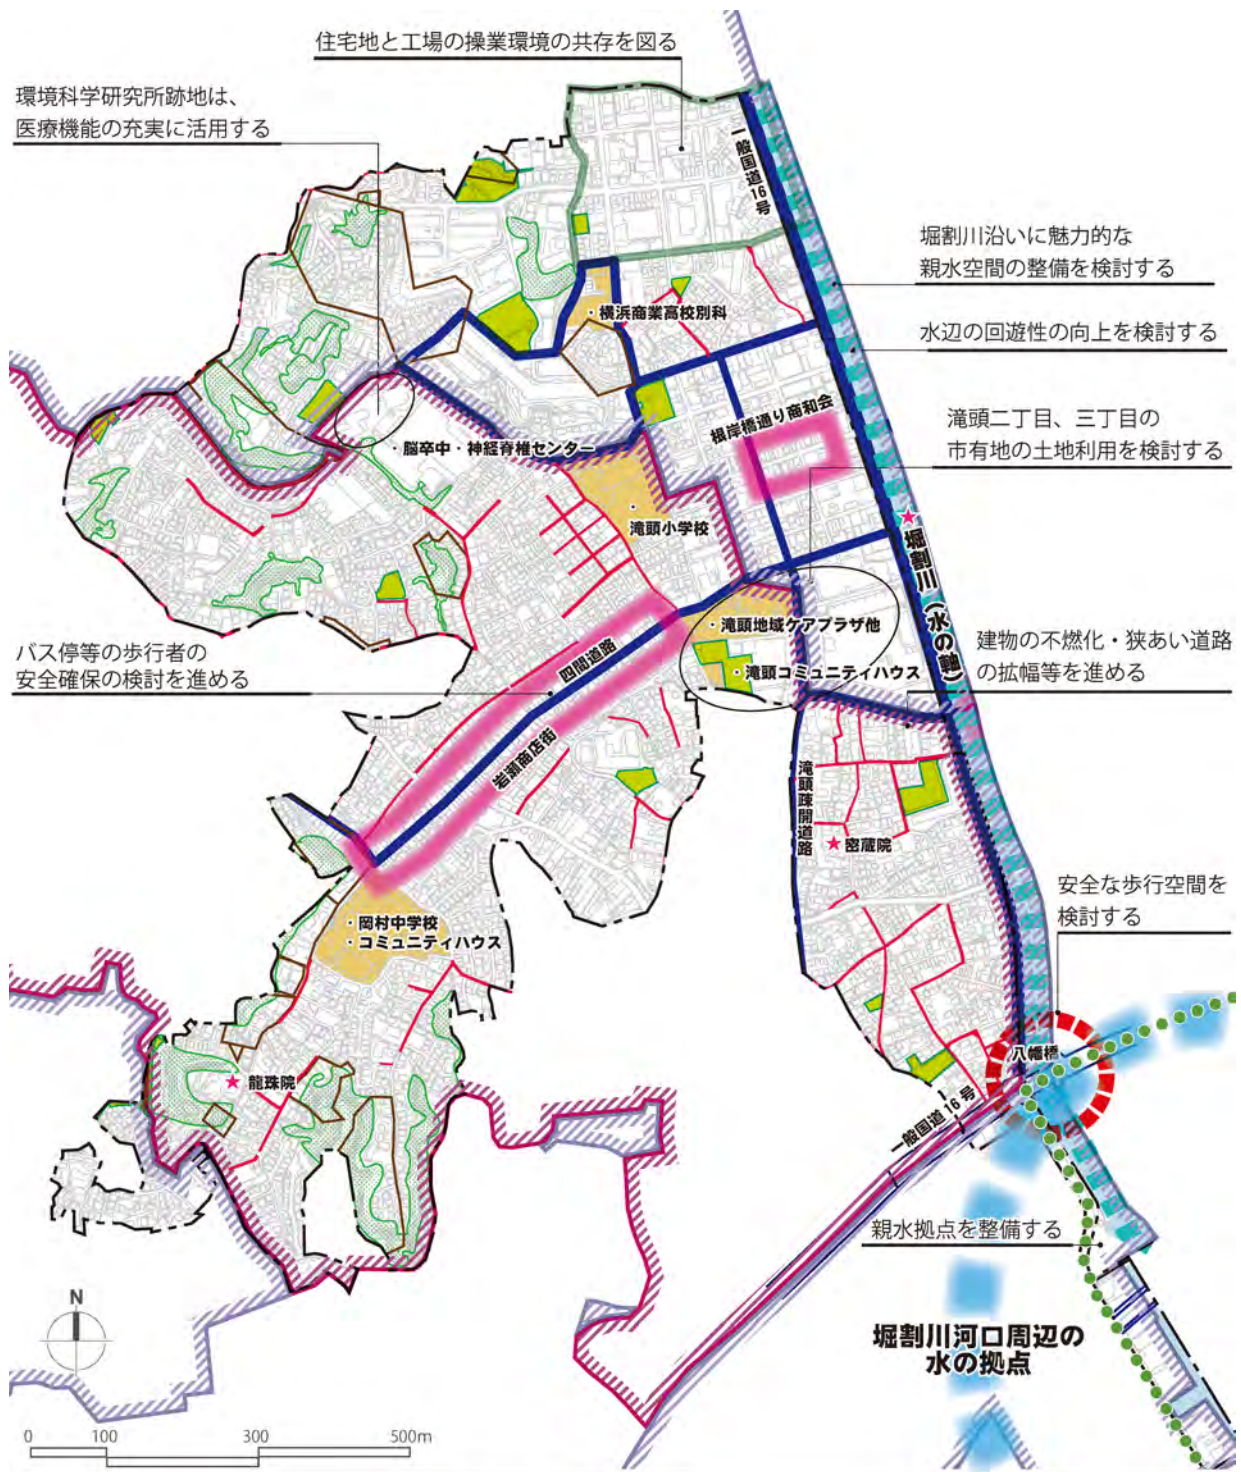 住宅地と工場の操業環境の共存を図る
環境科学研究所跡地は、
医療機能の充実に活用する
一般国道16号
堀割川沿いに魅力的な
親水空間の整備を検討する
・横浜商業高校別科
水辺の回遊性の向上を検討する
根岸橋通り商和会
滝頭二丁目、三丁目の
市有地の土地利用を検討する
・脳卒中・神経脊椎センター
・滝頭小学校
★堀割川(水の軸)
・滝頭地域ケアプラザ他
・滝頭コミュニティハウス
建物の不燃化・狭あい道路
の拡幅等を進める
バス停等の歩行者の
安全確保の検討を進める
四間道路
岩瀬商店街
滝頭疎開道路
★密蔵院
安全な歩行空間を
検討する
・岡村中学校
・コミュニティハウス
八幡橋
★龍珠院
一般国道16号
親水拠点を整備する
N
堀割川河口周辺の
水の拠点
0 100 300 500m